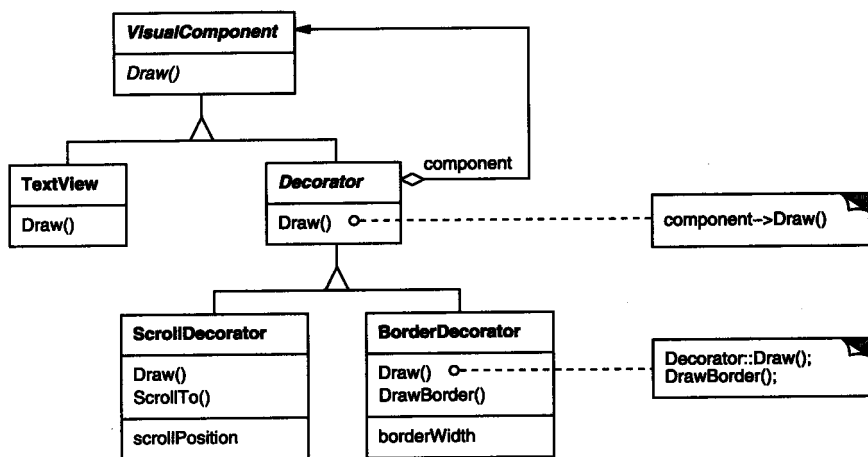 VisualComponent
Draw()
component
TextView
Draw()
Decorator
Draw()
component–>Draw()
ScrollDecorator
Draw()
ScrollTo()
scrollPosition
BorderDecorator
Draw()
DrawBorder()
borderWidth
Decorator::Draw();
DrawBorder();